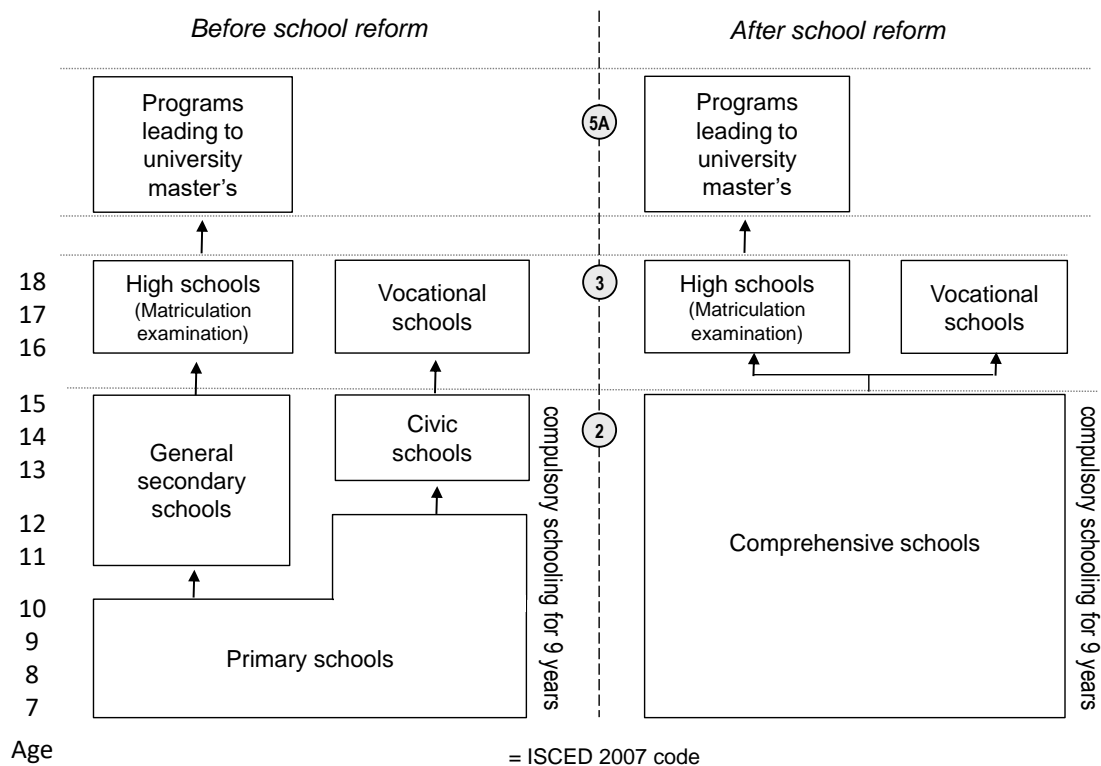 Before school reform
After school reform
Programs
leading to
university
master's
5A
Programs
leading to
university
master's
18
17
16
High schools
(Matriculation
examination)
Vocational
schools
3
High schools
(Matriculation
examination)
Vocational
schools
15
14
13
12
11
10
9
8
7
Age
General
secondary
schools
Civic
schools
Primary schools
compulsory schooling for 9 years
2
Comprehensive schools
compulsory schooling for 9 years
= ISCED 2007 code